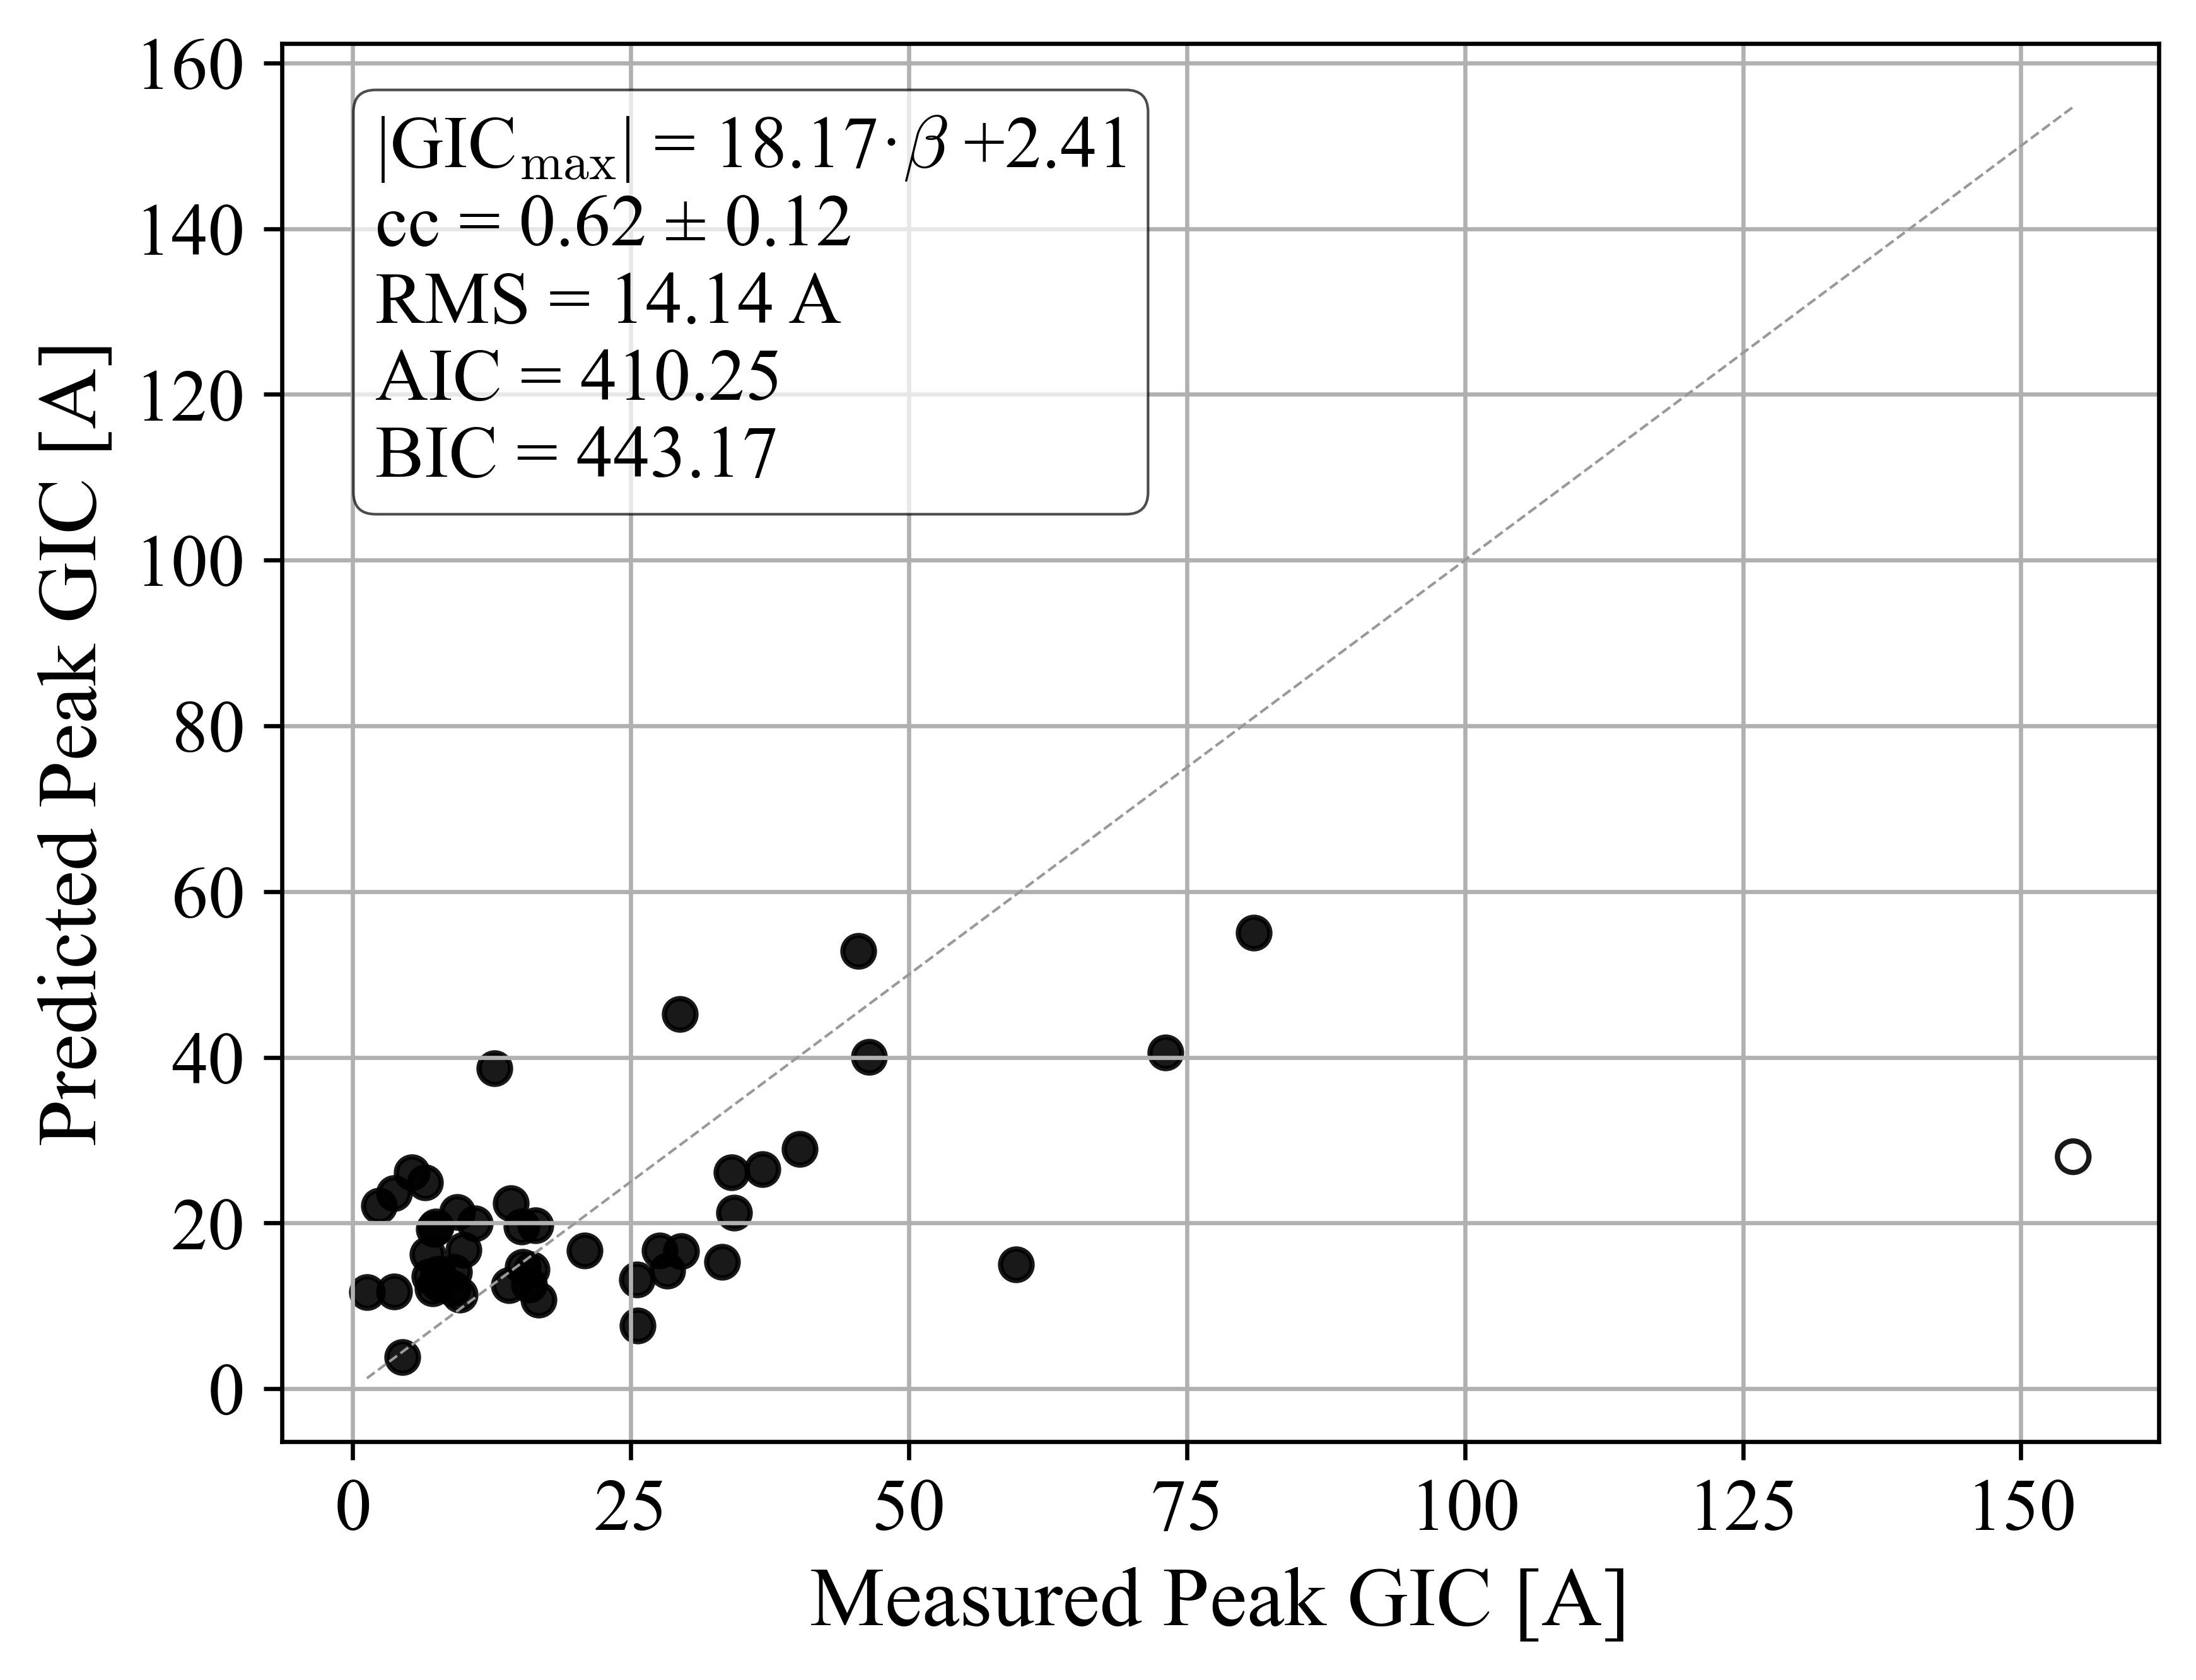 160
140
120
100
80
60
40
20
0
Predicted Peak GIC [A]
|GIC_max| = 18.17·β +2.41
cc = 0.62 ± 0.12
RMS = 14.14 A
AIC = 410.25
BIC = 443.17
0 25 50 75 100 125 150
Measured Peak GIC [A]